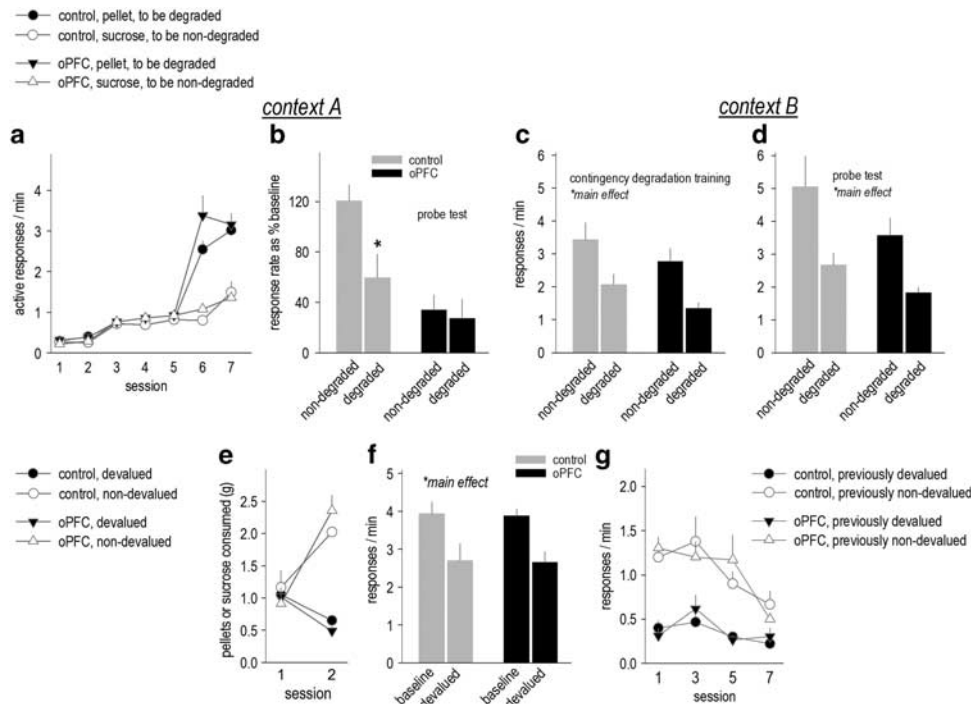 control, pellet, to be degraded
control, sucrose, to be non-degraded
oPFC, pellet, to be degraded
oPFC, sucrose, to be non-degraded
context A
context B
a
active responses / min
4
3
2
1
0
1 2 3 4 5 6 7
session
b
response rate as % baseline
120
80
40
0
control
oPFC
probe test
*
non-degraded
degraded
non-degraded
degraded
c
responses / min
6
5
4
3
2
1
0
contingency degradation training
*main effect
non-degraded
degraded
non-degraded
degraded
d
6
5
4
3
2
1
0
probe test
*main effect
non-degraded
degraded
non-degraded
degraded
control, devalued
control, non-devalued
oPFC, devalued
oPFC, non-devalued
e
pellets or sucrose consumed (g)
2.5
2.0
1.5
1.0
0.5
0.0
1 2
session
f
responses / min
5
4
3
2
1
0
*main effect
control
oPFC
baseline
devalued
baseline
devalued
g
responses / min
2.0
1.5
1.0
0.5
0.0
1 3 5 7
session
control, previously devalued
control, previously non-devalued
oPFC, previously devalued
oPFC, previously non-devalued